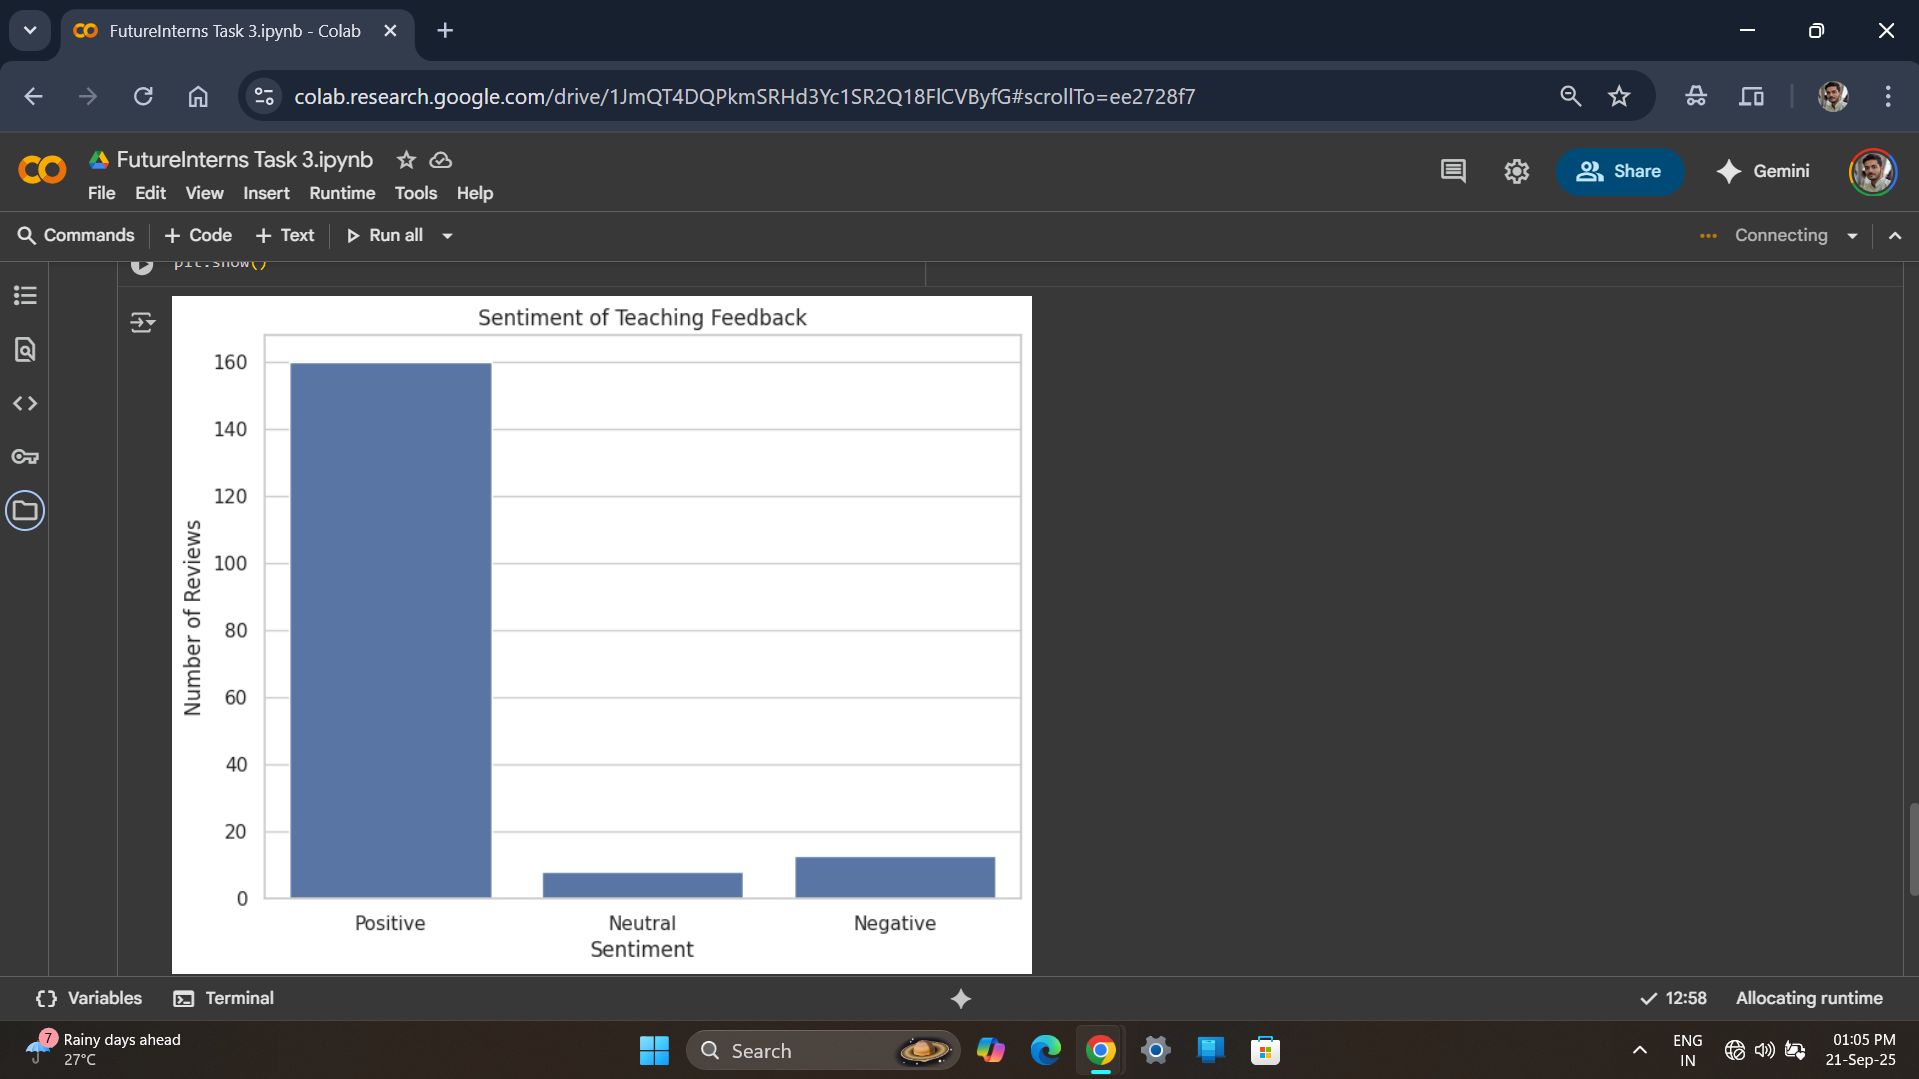 FutureInterns Task 3.ipynb - Colab
colab.research.google.com/drive/1JmQT4DQPkmSRHd3Yc1SR2Q18FlCVByfG#scrollTo=ee2728f7
FutureInterns Task 3.ipynb
File Edit View Insert Runtime Tools Help
Share
Gemini
Commands + Code + Text Run all
Connecting
plt.show()
Sentiment of Teaching Feedback
160
140
120
100
80
60
40
20
0
Number of Reviews
Positive Neutral Negative
Sentiment
Variables Terminal
12:58 Allocating runtime
7
Rainy days ahead
27°C
Search
ENG
IN
01:05 PM
21-Sep-25